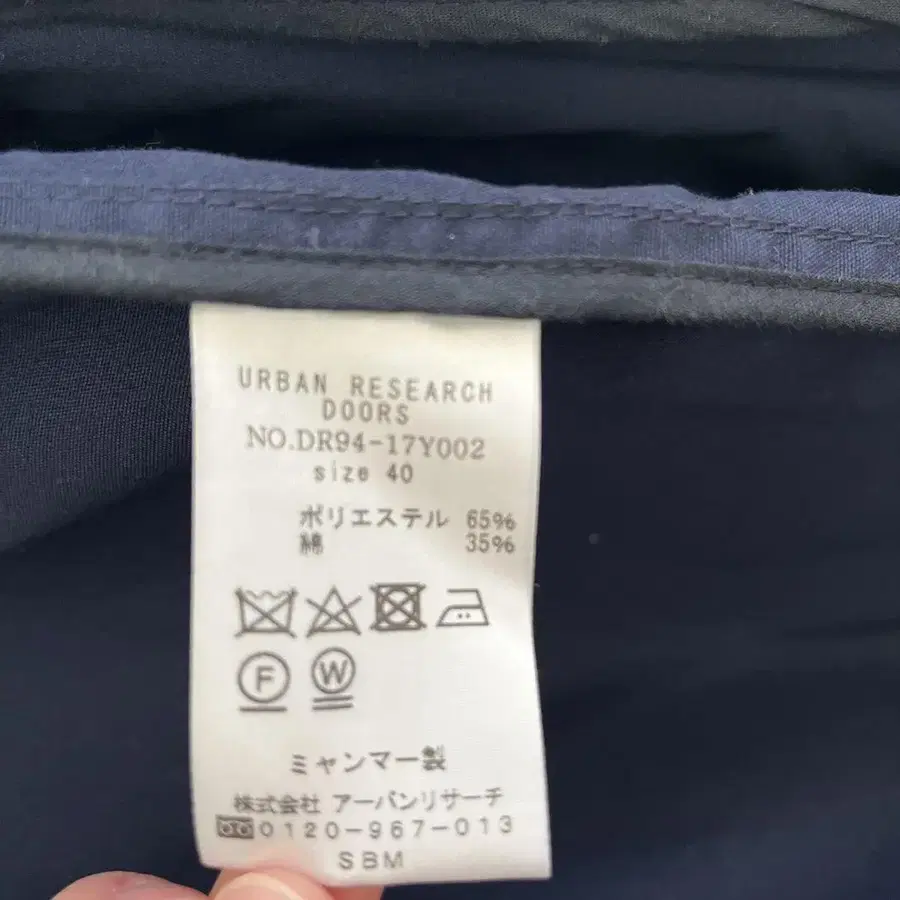 URBAN RESEARCH
DOORS
NO.DR94-17Y002
size 40
ポリエステル 65%
綿 35%
F W
ミャンマー製
株式会社 アーバンリサーチ
0120-967-013
SBM